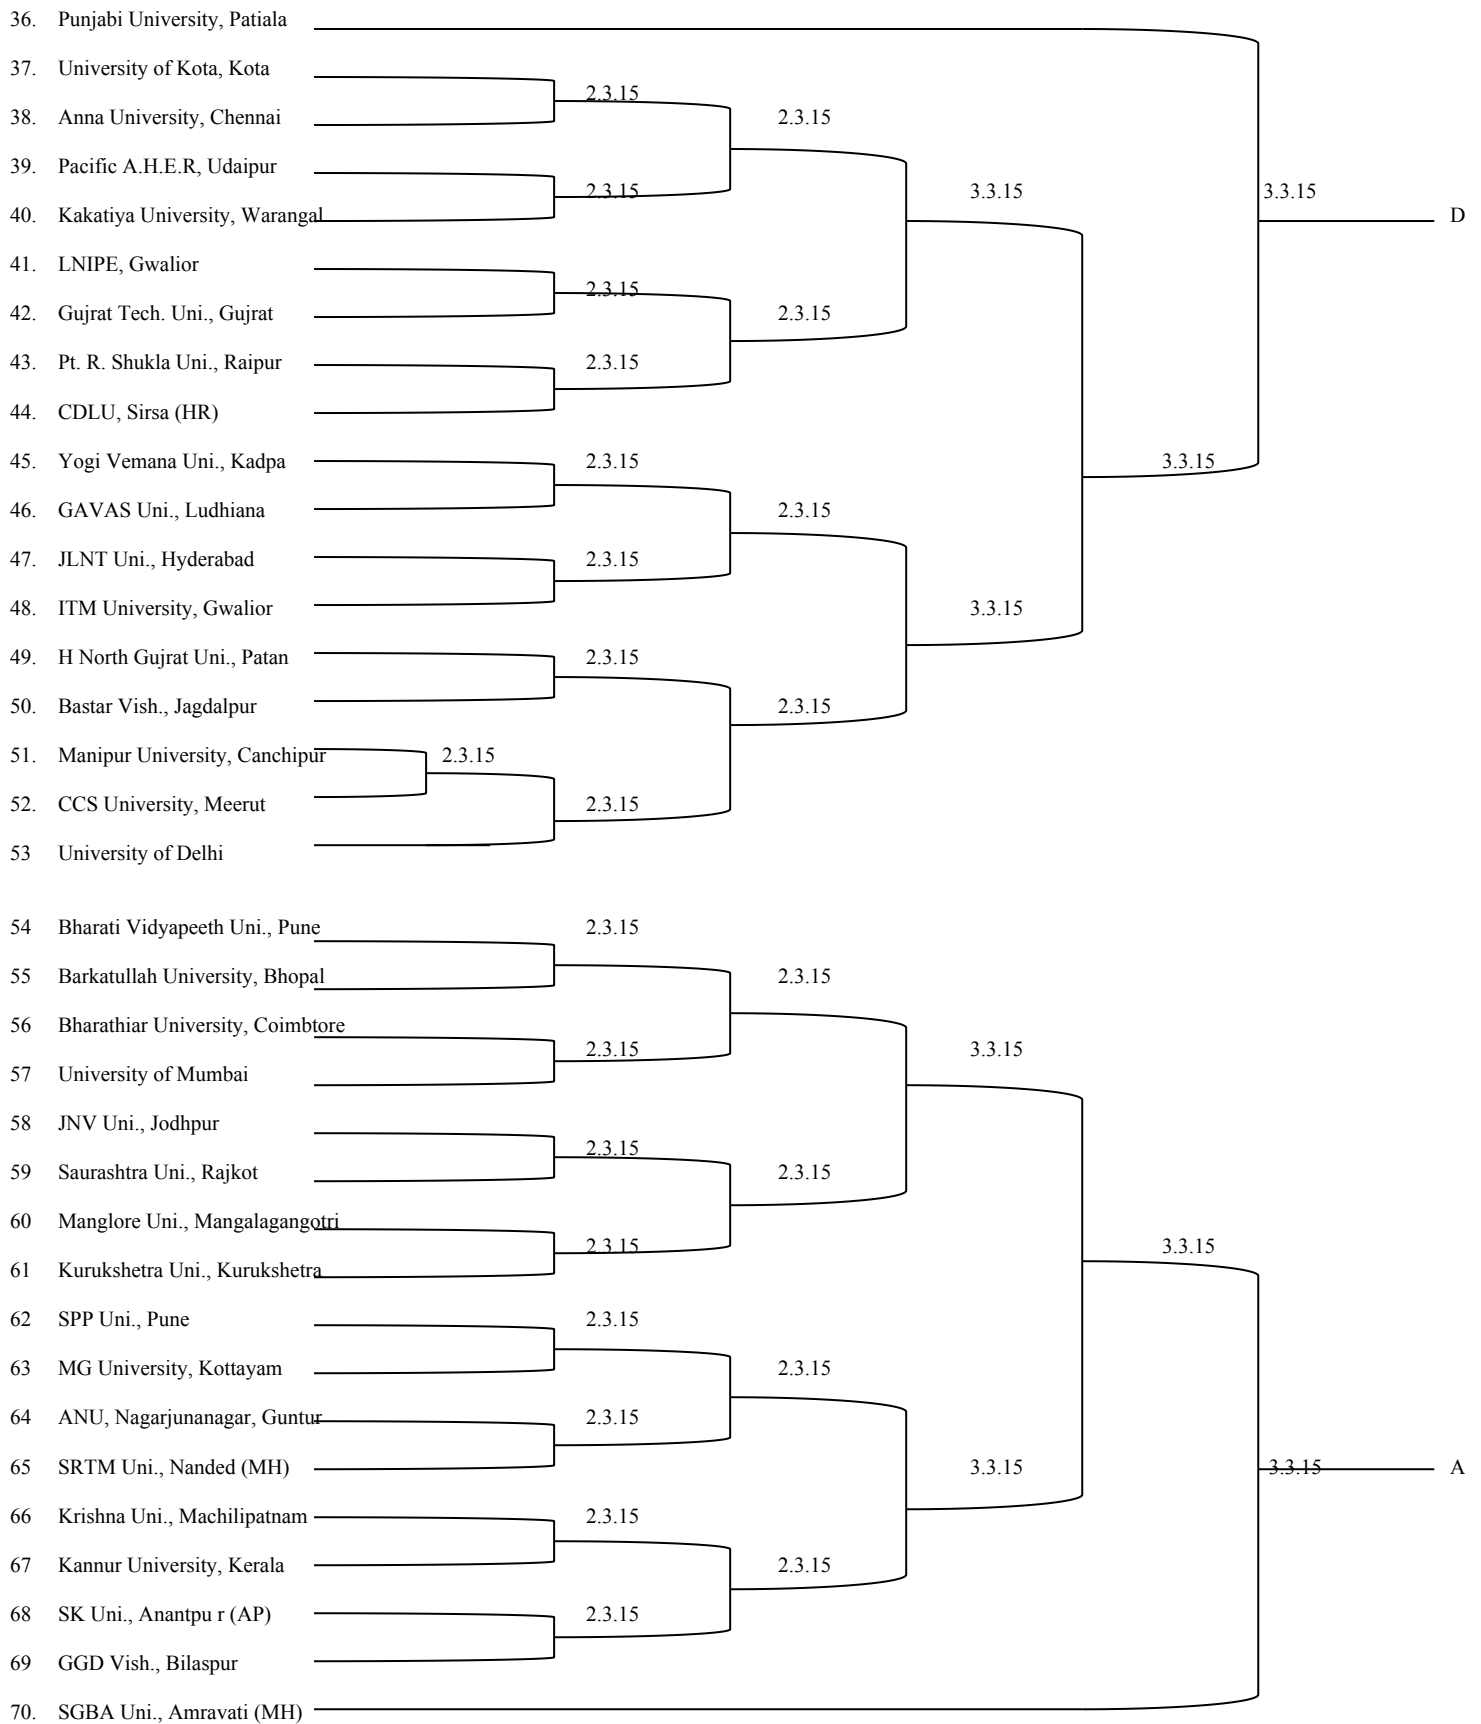 36. Punjabi University, Patiala
37. University of Kota, Kota
2.3.15
38. Anna University, Chennai
2.3.15
39. Pacific A.H.E.R, Udaipur
2.3.15
3.3.15
3.3.15
40. Kakatiya University, Warangal
D
41. LNIPE, Gwalior
2.3.15
42. Gujrat Tech. Uni., Gujrat
2.3.15
43. Pt. R. Shukla Uni., Raipur
2.3.15
44. CDLU, Sirsa (HR)
45. Yogi Vemana Uni., Kadpa
2.3.15
3.3.15
46. GAVAS Uni., Ludhiana
2.3.15
47. JLNT Uni., Hyderabad
2.3.15
48. ITM University, Gwalior
3.3.15
49. H North Gujrat Uni., Patan
2.3.15
50. Bastar Vish., Jagdalpur
2.3.15
51. Manipur University, Canchipur
2.3.15
52. CCS University, Meerut
2.3.15
53 University of Delhi
54 Bharati Vidyapeeth Uni., Pune
2.3.15
55 Barkatullah University, Bhopal
2.3.15
56 Bharathiar University, Coimbtore
2.3.15
3.3.15
57 University of Mumbai
58 JNV Uni., Jodhpur
2.3.15
59 Saurashtra Uni., Rajkot
2.3.15
60 Manglore Uni., Mangalagangotri
2.3.15
3.3.15
61 Kurukshetra Uni., Kurukshetra
62 SPP Uni., Pune
2.3.15
63 MG University, Kottayam
2.3.15
64 ANU, Nagarjunanagar, Guntur
2.3.15
65 SRTM Uni., Nanded (MH)
3.3.15
3.3.15
A
66 Krishna Uni., Machilipatnam
2.3.15
67 Kannur University, Kerala
2.3.15
68 SK Uni., Anantpu r (AP)
2.3.15
69 GGD Vish., Bilaspur
70. SGBA Uni., Amravati (MH)